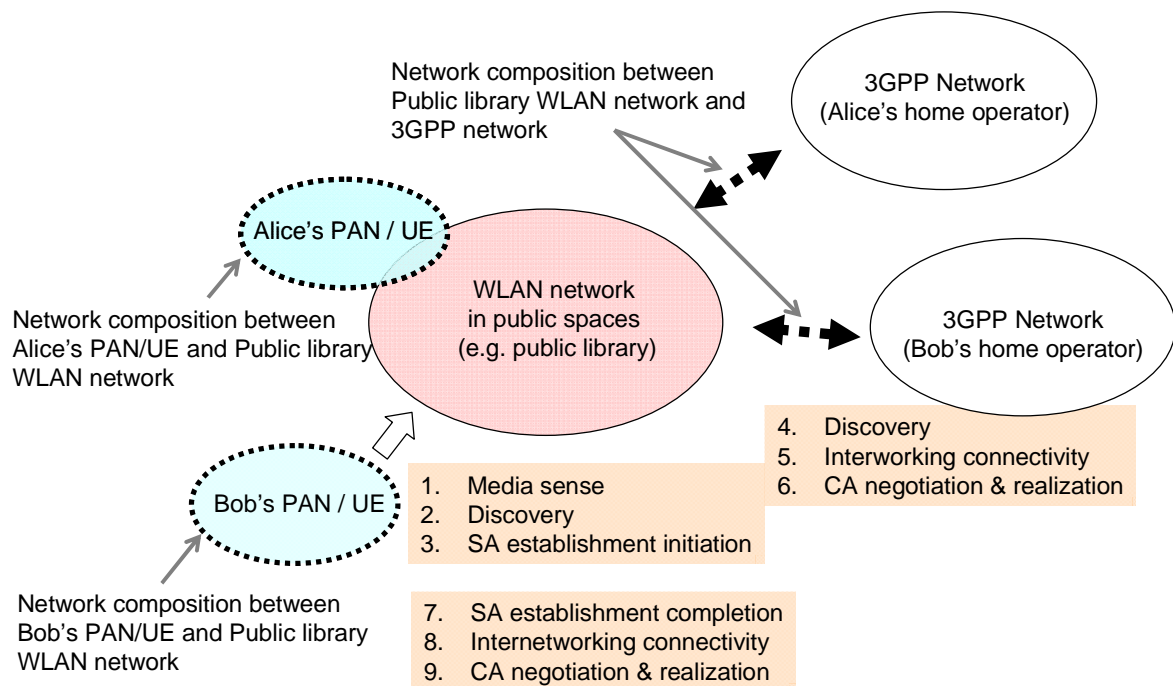 Network composition between
Public library WLAN network and
3GPP network
3GPP Network
(Alice's home operator)
Alice's PAN / UE
WLAN network
in public spaces
(e.g. public library)
Network composition between
Alice's PAN/UE and Public library
WLAN network
3GPP Network
(Bob's home operator)
4. Discovery
5. Interworking connectivity
6. CA negotiation & realization
Bob's PAN / UE
1. Media sense
2. Discovery
3. SA establishment initiation
Network composition between
Bob's PAN/UE and Public library
WLAN network
7. SA establishment completion
8. Internetworking connectivity
9. CA negotiation & realization